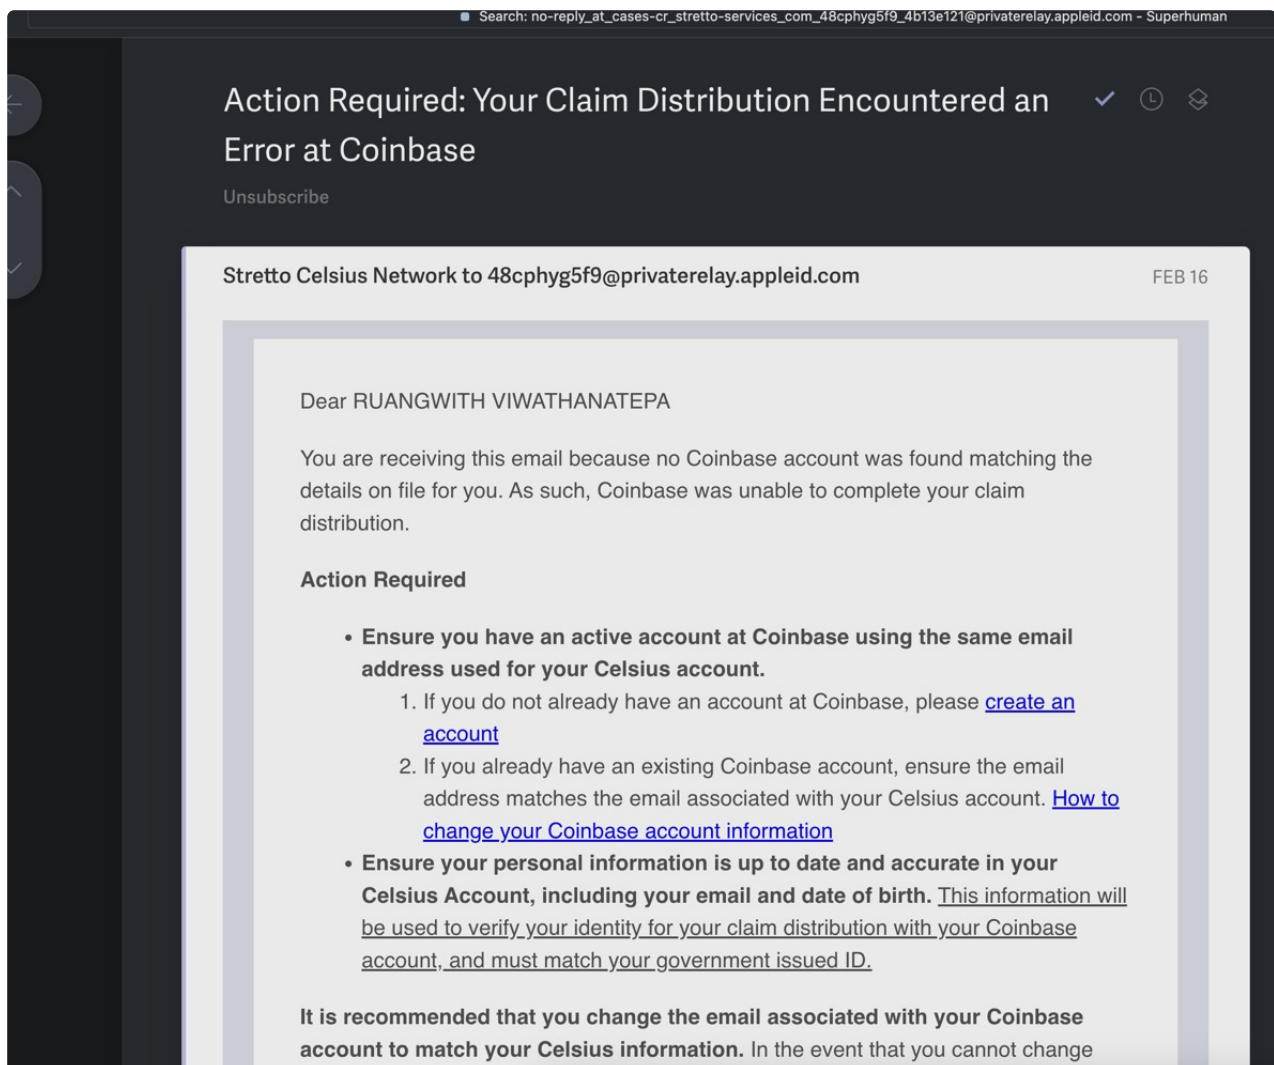 Search: no-reply_at_cases-cr_stretto-services_com_48cphyg5f9_4b13e121@privaterelay.appleid.com - Superhuman
Action Required: Your Claim Distribution Encountered an
Error at Coinbase
Unsubscribe
Stretto Celsius Network to 48cphyg5f9@privaterelay.appleid.com
FEB 16
Dear RUANGWITH VIWATHANATEPA
You are receiving this email because no Coinbase account was found matching the
details on file for you. As such, Coinbase was unable to complete your claim
distribution.
Action Required
• Ensure you have an active account at Coinbase using the same email
address used for your Celsius account.
1. If you do not already have an account at Coinbase, please create an
account
2. If you already have an existing Coinbase account, ensure the email
address matches the email associated with your Celsius account. How to
change your Coinbase account information
• Ensure your personal information is up to date and accurate in your
Celsius Account, including your email and date of birth. This information will
be used to verify your identity for your claim distribution with your Coinbase
account, and must match your government issued ID.
It is recommended that you change the email associated with your Coinbase
account to match your Celsius information. In the event that you cannot change